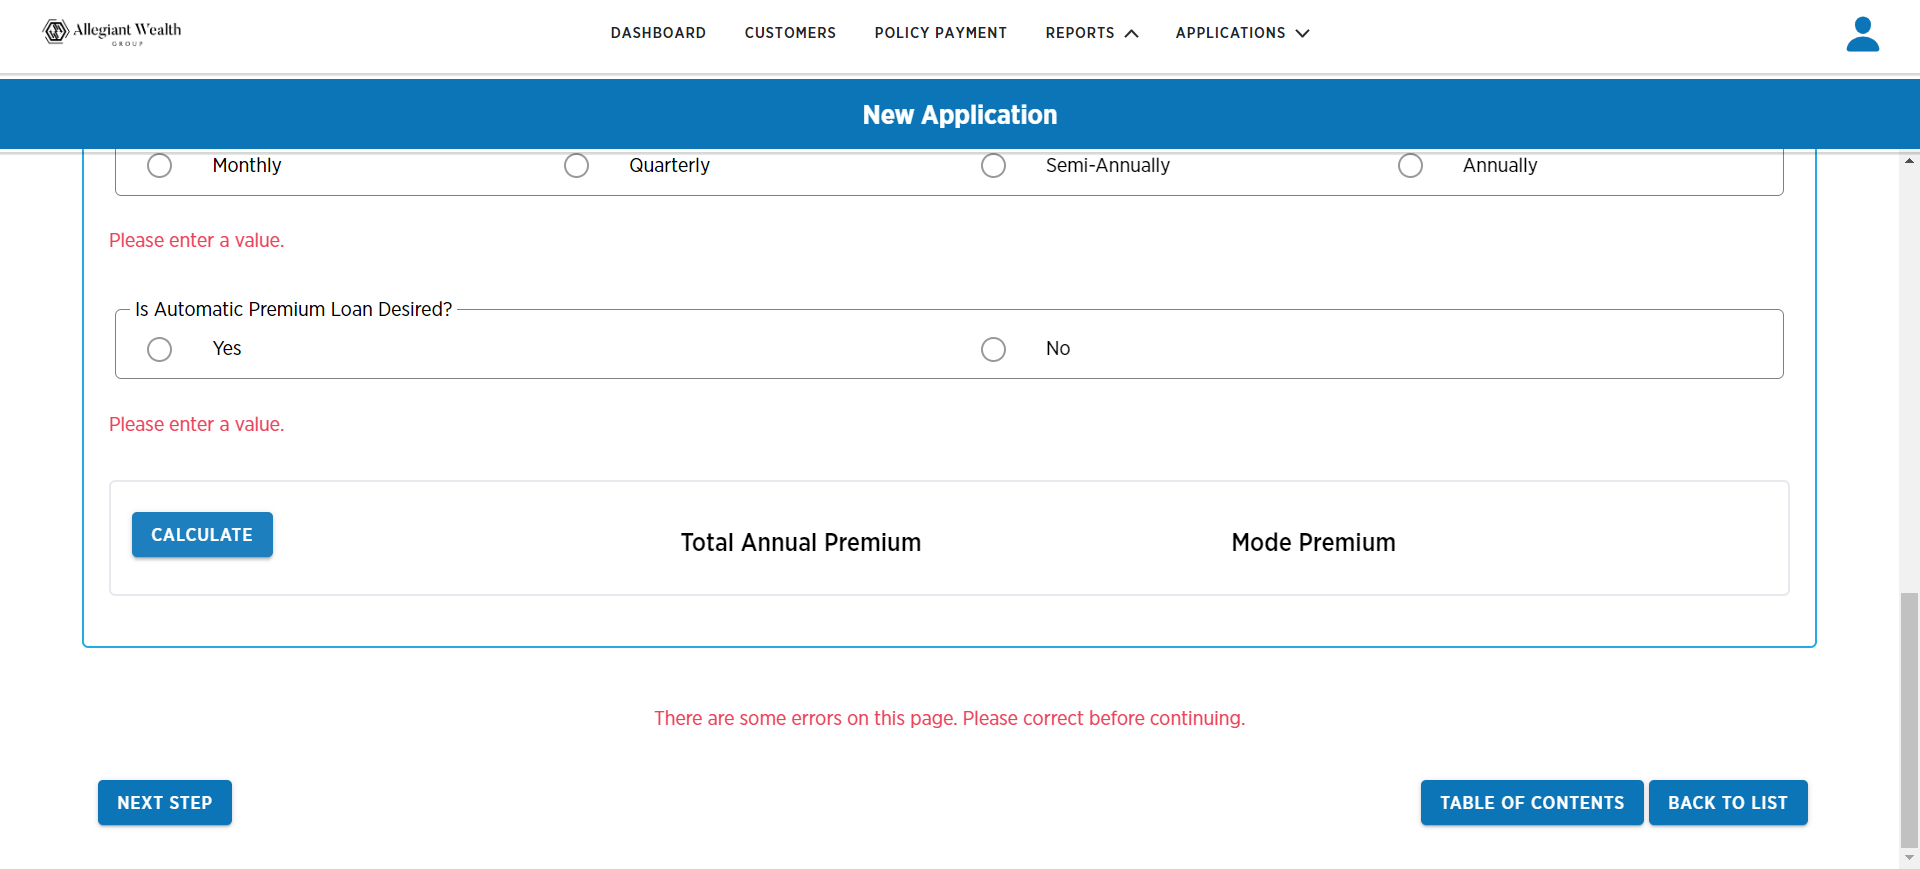 Allegiant Wealth
GROUP
DASHBOARD
CUSTOMERS
POLICY PAYMENT
REPORTS
APPLICATIONS
New Application
Monthly
Quarterly
Semi-Annually
Annually
Please enter a value.
Is Automatic Premium Loan Desired?
Yes
No
Please enter a value.
CALCULATE
Total Annual Premium
Mode Premium
There are some errors on this page. Please correct before continuing.
NEXT STEP
TABLE OF CONTENTS
BACK TO LIST